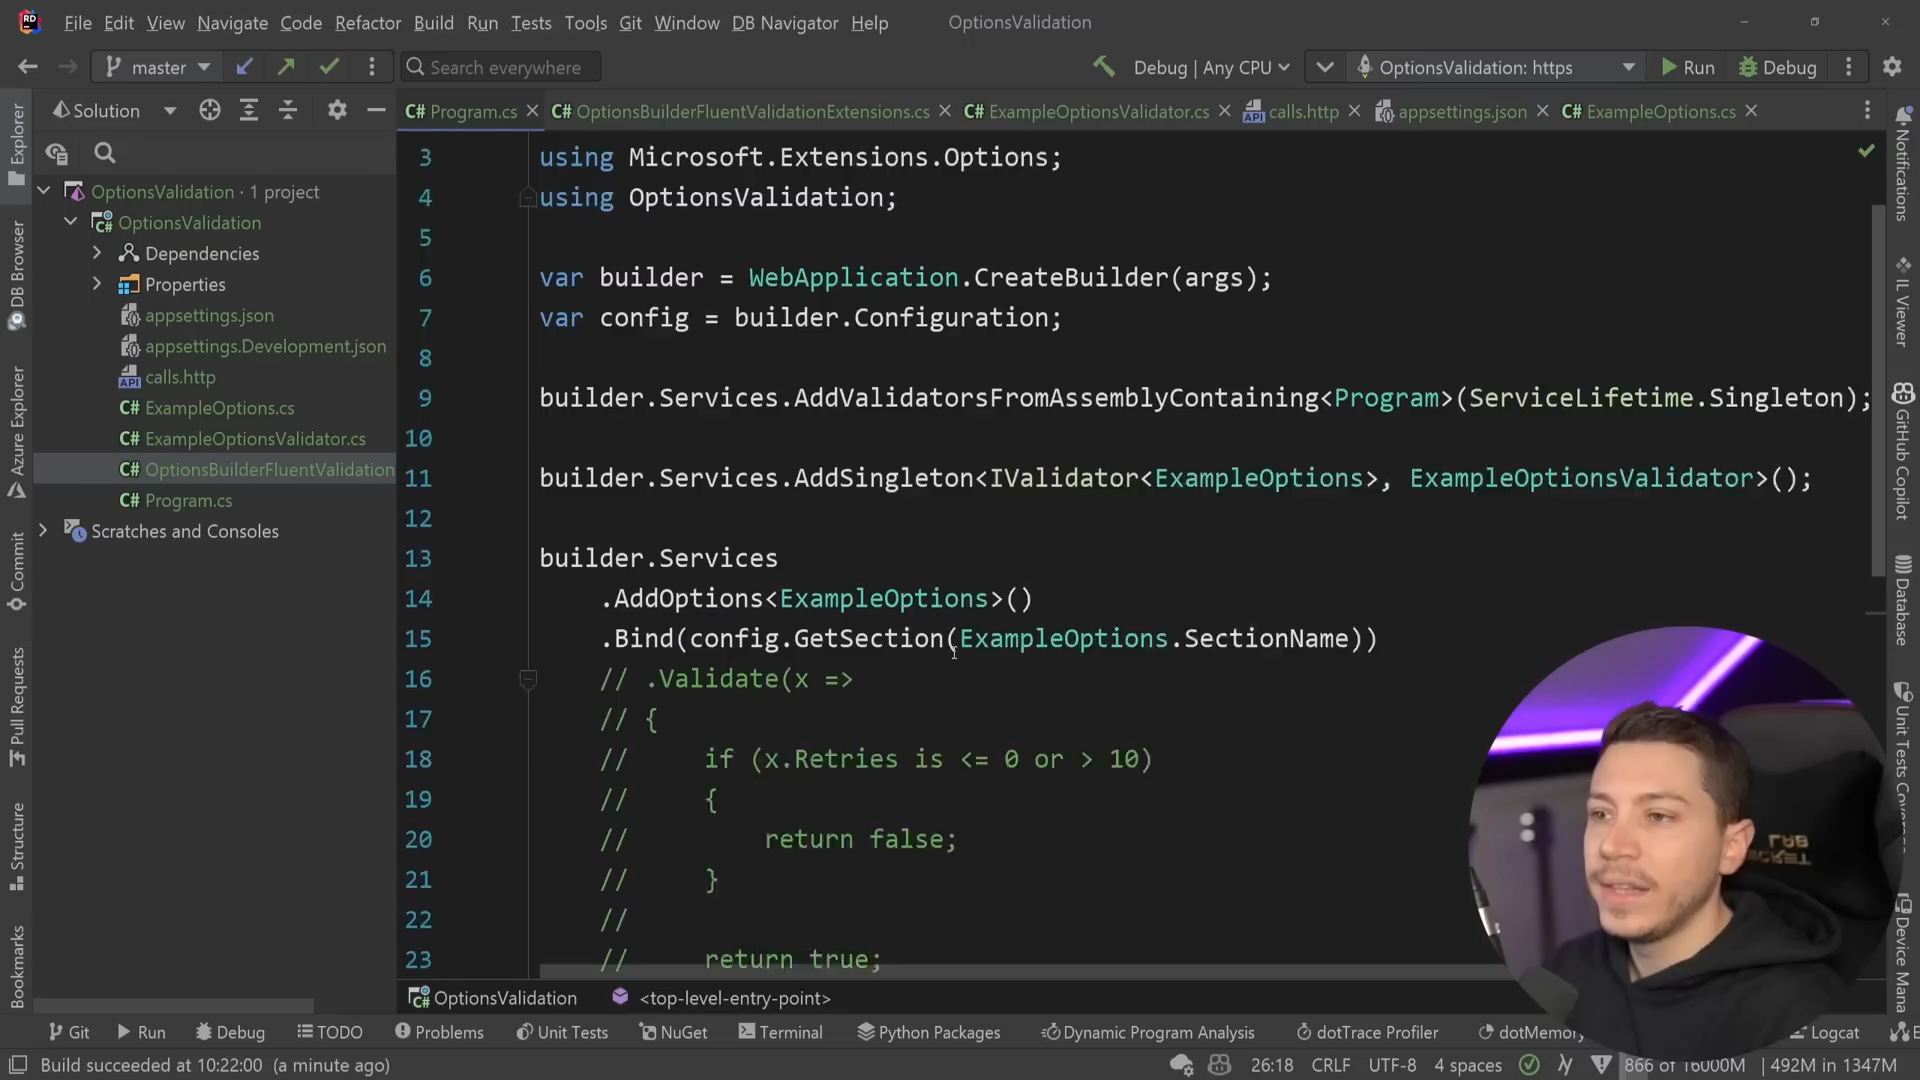 File Edit View Navigate Code Refactor Build Run Tests Tools Git Window DB Navigator Help OptionsValidation
master Search everywhere Debug | Any CPU OptionsValidation: https Run Debug
Solution
Program.cs OptionsBuilderFluentValidationExtensions.cs ExampleOptionsValidator.cs calls.http appsettings.json ExampleOptions.cs
OptionsValidation · 1 project
OptionsValidation
Dependencies
Properties
appsettings.json
appsettings.Development.json
calls.http
ExampleOptions.cs
ExampleOptionsValidator.cs
OptionsBuilderFluentValidation
Program.cs
Scratches and Consoles
3 using Microsoft.Extensions.Options;
4 using OptionsValidation;
5
6 var builder = WebApplication.CreateBuilder(args);
7 var config = builder.Configuration;
8
9 builder.Services.AddValidatorsFromAssemblyContaining<Program>(ServiceLifetime.Singleton);
10
11 builder.Services.AddSingleton<IValidator<ExampleOptions>, ExampleOptionsValidator>();
12
13 builder.Services
14 .AddOptions<ExampleOptions>()
15 .Bind(config.GetSection(ExampleOptions.SectionName))
16 // .Validate(x =>
17 // {
18 // if (x.Retries is <= 0 or > 10)
19 // {
20 // return false;
21 // }
22 //
23 // return true;
OptionsValidation <top-level-entry-point>
Git Run Debug TODO Problems Unit Tests NuGet Terminal Python Packages Dynamic Program Analysis dotTrace Profiler dotMemory Logcat
Build succeeded at 10:22:00 (a minute ago) 26:18 CRLF UTF-8 4 spaces 866 of 16000M 492M in 1347M
Explorer
DB Browser
Azure Explorer
Commit
Pull Requests
Structure
Bookmarks
Notifications
IL Viewer
GitHub Copilot
Database
Unit Tests Coverage
Device Mana